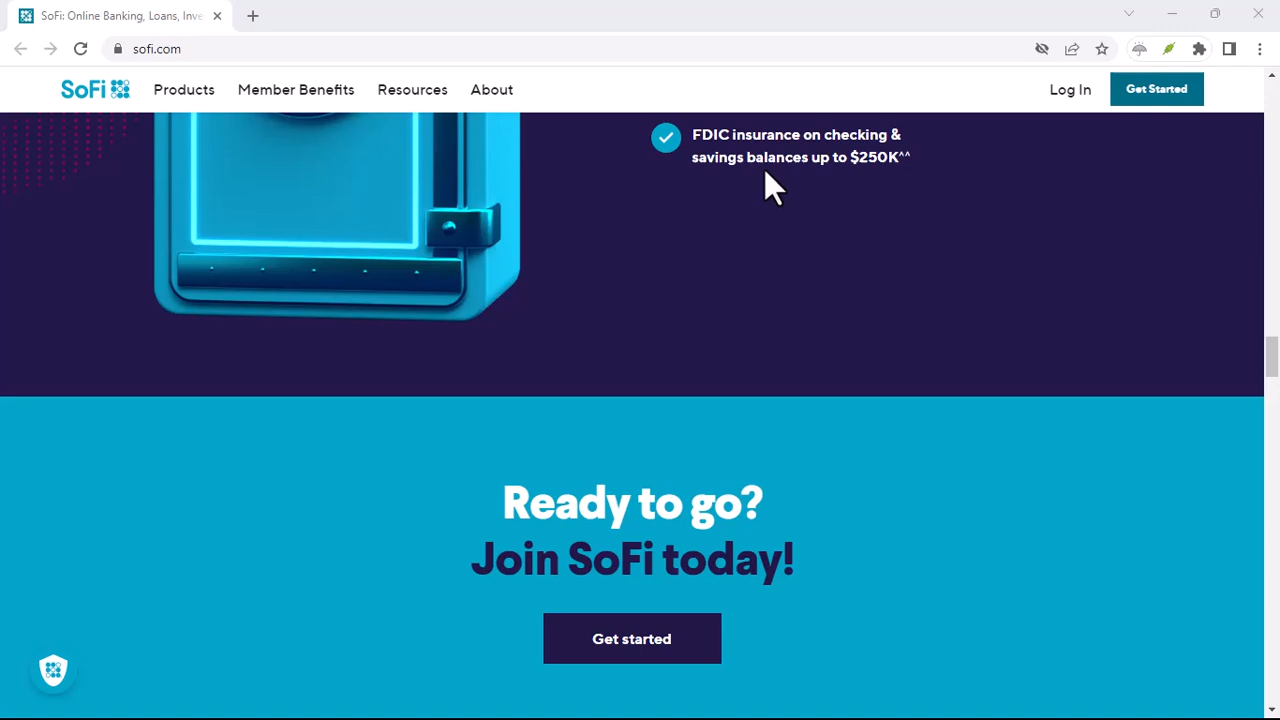 SoFi: Online Banking, Loans, Inve
sofi.com
SoFi
Products
Member Benefits
Resources
About
Log In
Get Started
FDIC insurance on checking &
savings balances up to $250K^^
Ready to go?
Join SoFi today!
Get started